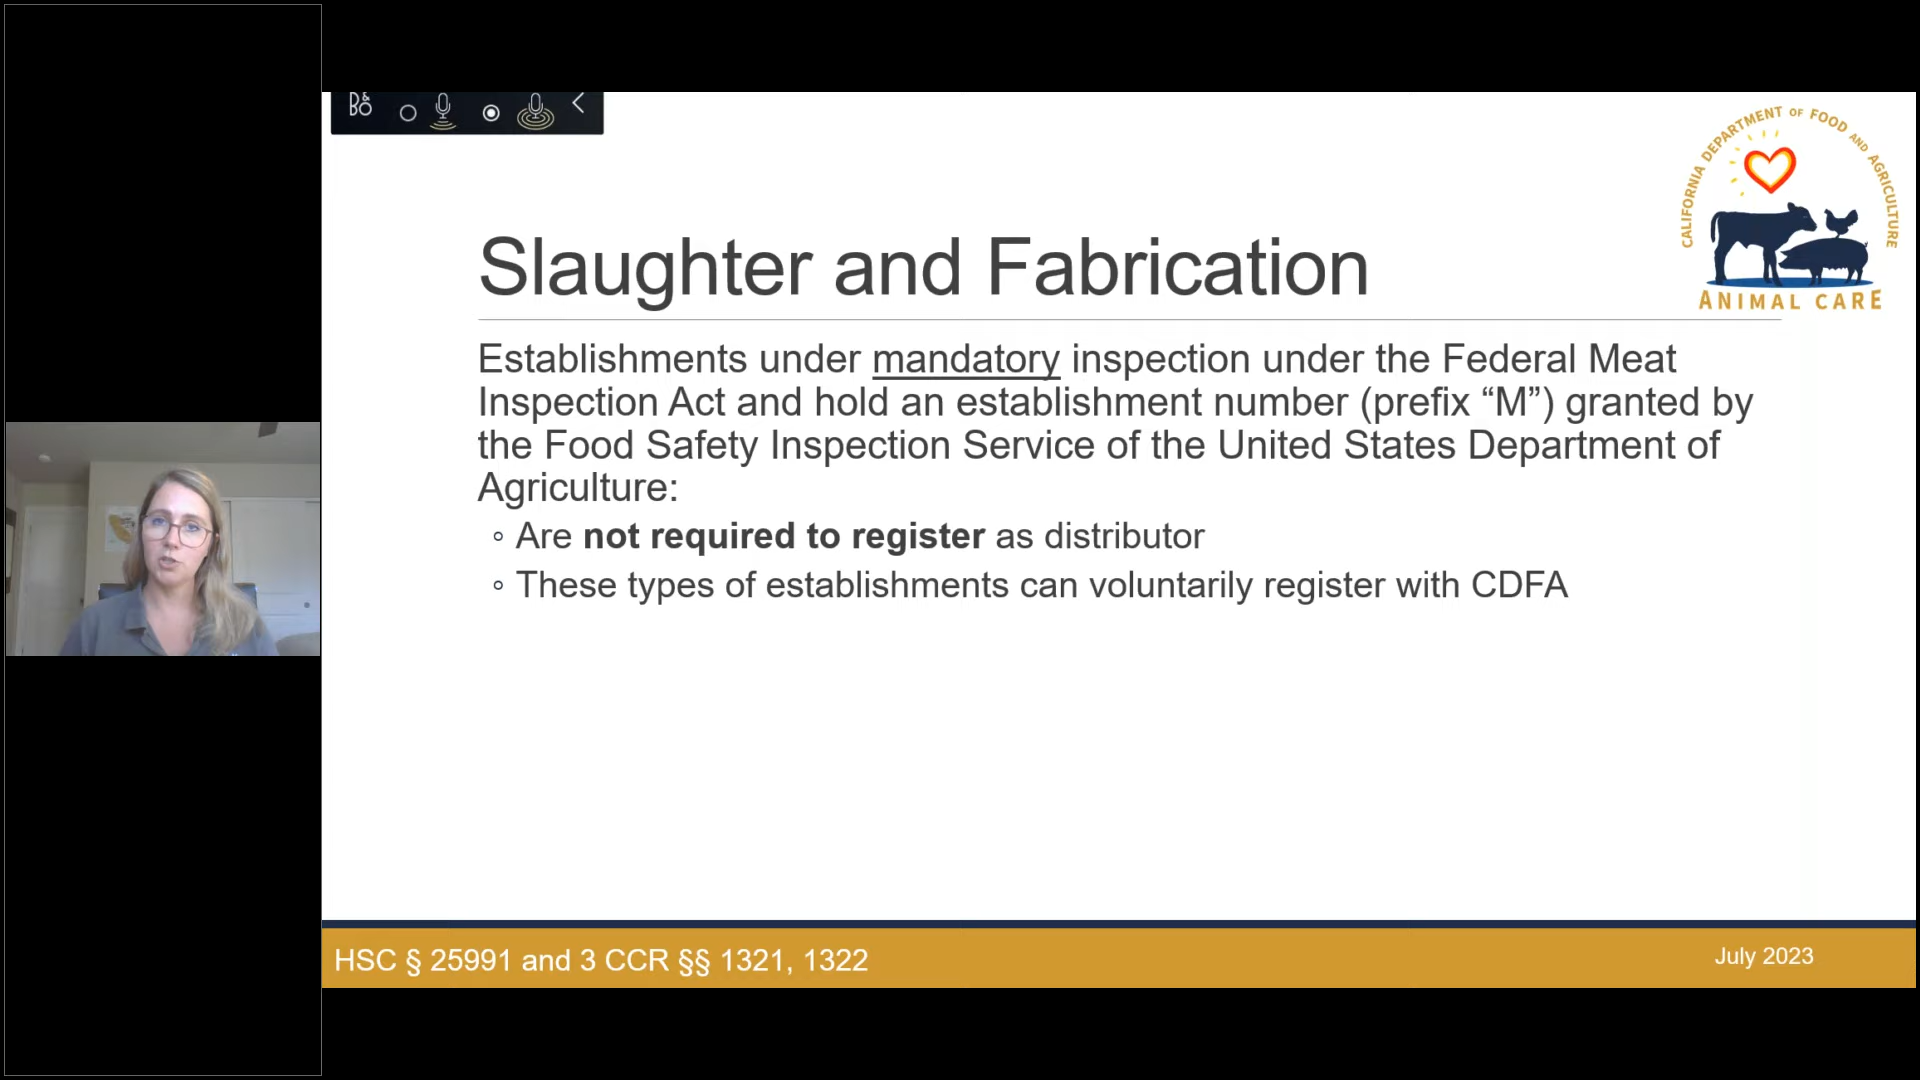 B&O
CALIFORNIA DEPARTMENT OF FOOD AND AGRICULTURE
ANIMAL CARE
Slaughter and Fabrication
Establishments under mandatory inspection under the Federal Meat
Inspection Act and hold an establishment number (prefix “M”) granted by
the Food Safety Inspection Service of the United States Department of
Agriculture:
◦ Are not required to register as distributor
◦ These types of establishments can voluntarily register with CDFA
HSC § 25991 and 3 CCR §§ 1321, 1322
July 2023